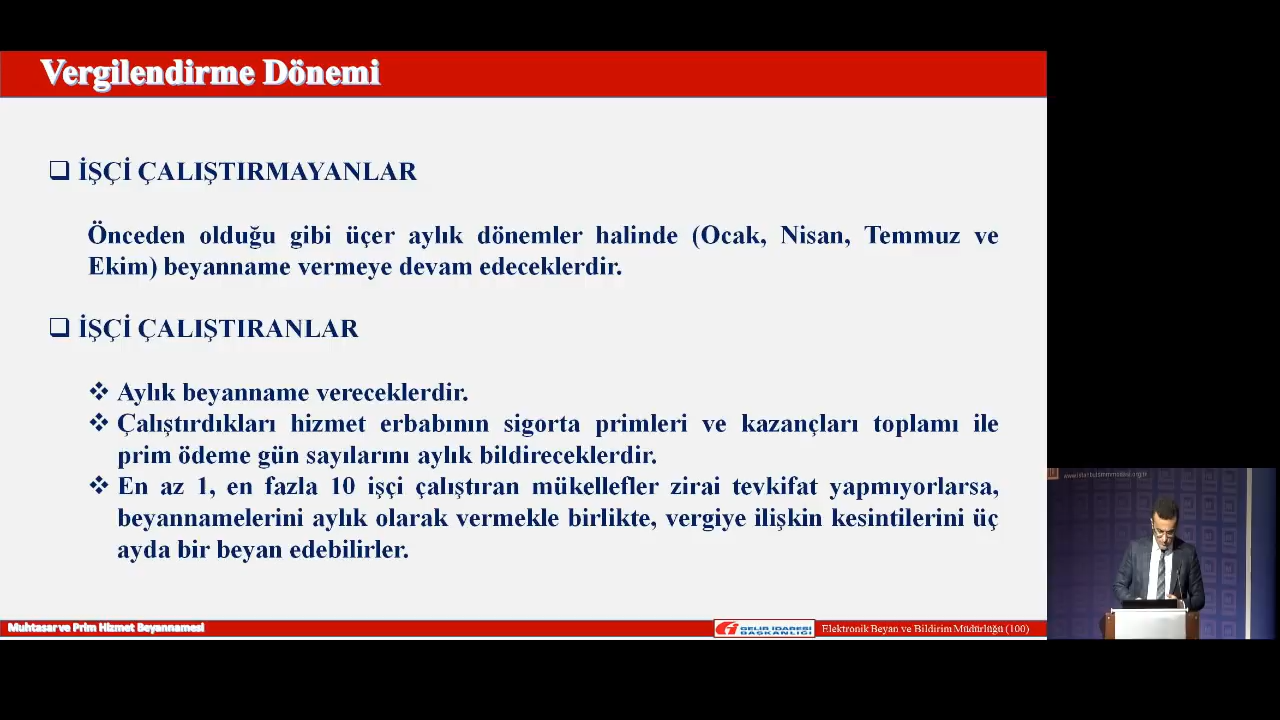 Vergilendirme Dönemi
İŞÇİ ÇALIŞTIRMAYANLAR
Önceden olduğu gibi üçer aylık dönemler halinde (Ocak, Nisan, Temmuz ve
Ekim) beyanname vermeye devam edeceklerdir.
İŞÇİ ÇALIŞTIRANLAR
Aylık beyanname vereceklerdir.
Çalıştırdıkları hizmet erbabının sigorta primleri ve kazançları toplamı ile
prim ödeme gün sayılarını aylık bildireceklerdir.
En az 1, en fazla 10 işçi çalıştıran mükellefler zirai tevkifat yapmıyorlarsa,
beyannamelerini aylık olarak vermekle birlikte, vergiye ilişkin kesintilerini üç
ayda bir beyan edebilirler.
Muhtasar ve Prim Hizmet Beyannamesi
GELİR İDARESİ
BAŞKANLIĞI
Elektronik Beyan ve Bildirim Müdürlüğü (100)